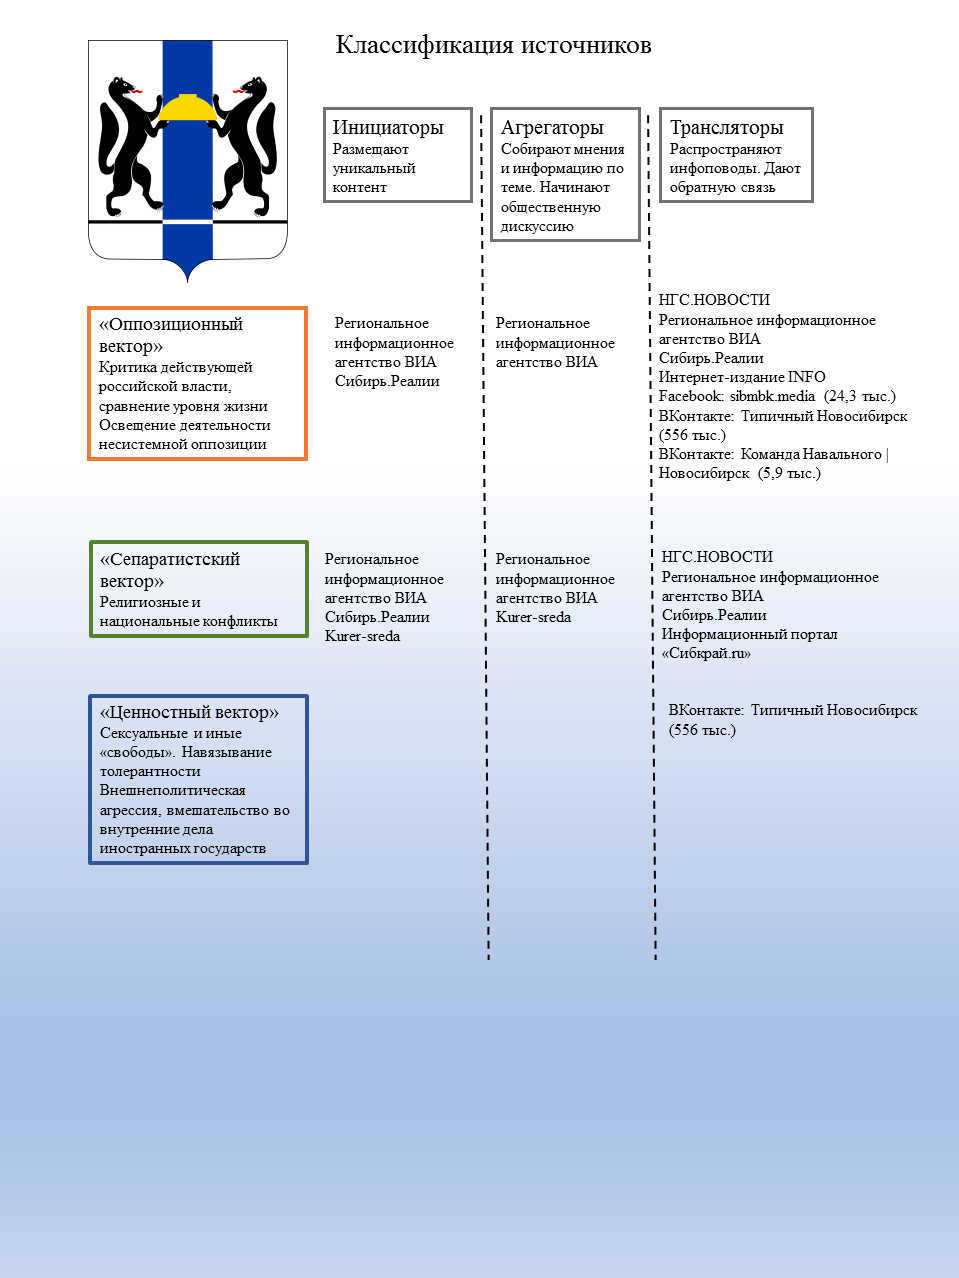 Классификация источников
Инициаторы
Размещают
уникальный
контент
Агрегаторы
Собирают мнения
и информацию по
теме. Начинают
общественную
дискуссию
Трансляторы
Распространяют
инфоповоды. Дают
обратную связь
«Оппозиционный
вектор»
Критика действующей
российской власти,
сравнение уровня жизни
Освещение деятельности
несистемной оппозиции
Региональное
информационное
агентство ВИА
Сибирь.Реалии
Региональное
информационное
агентство ВИА
НГС.НОВОСТИ
Региональное информационное
агентство ВИА
Сибирь.Реалии
Интернет-издание INFO
Facebook: sibmbk.media (24,3 тыс.)
ВКонтакте: Типичный Новосибирск
(556 тыс.)
ВКонтакте: Команда Навального |
Новосибирск (5,9 тыс.)
«Сепаратистский
вектор»
Религиозные и
национальные конфликты
Региональное
информационное
агентство ВИА
Сибирь.Реалии
Kurer-sreda
Региональное
информационное
агентство ВИА
Kurer-sreda
НГС.НОВОСТИ
Региональное информационное
агентство ВИА
Сибирь.Реалии
Информационный портал
«Сибкрай.ru»
«Ценностный вектор»
Сексуальные и иные
«свободы». Навязывание
толерантности
Внешнеполитическая
агрессия, вмешательство во
внутренние дела
иностранных государств
ВКонтакте: Типичный Новосибирск
(556 тыс.)